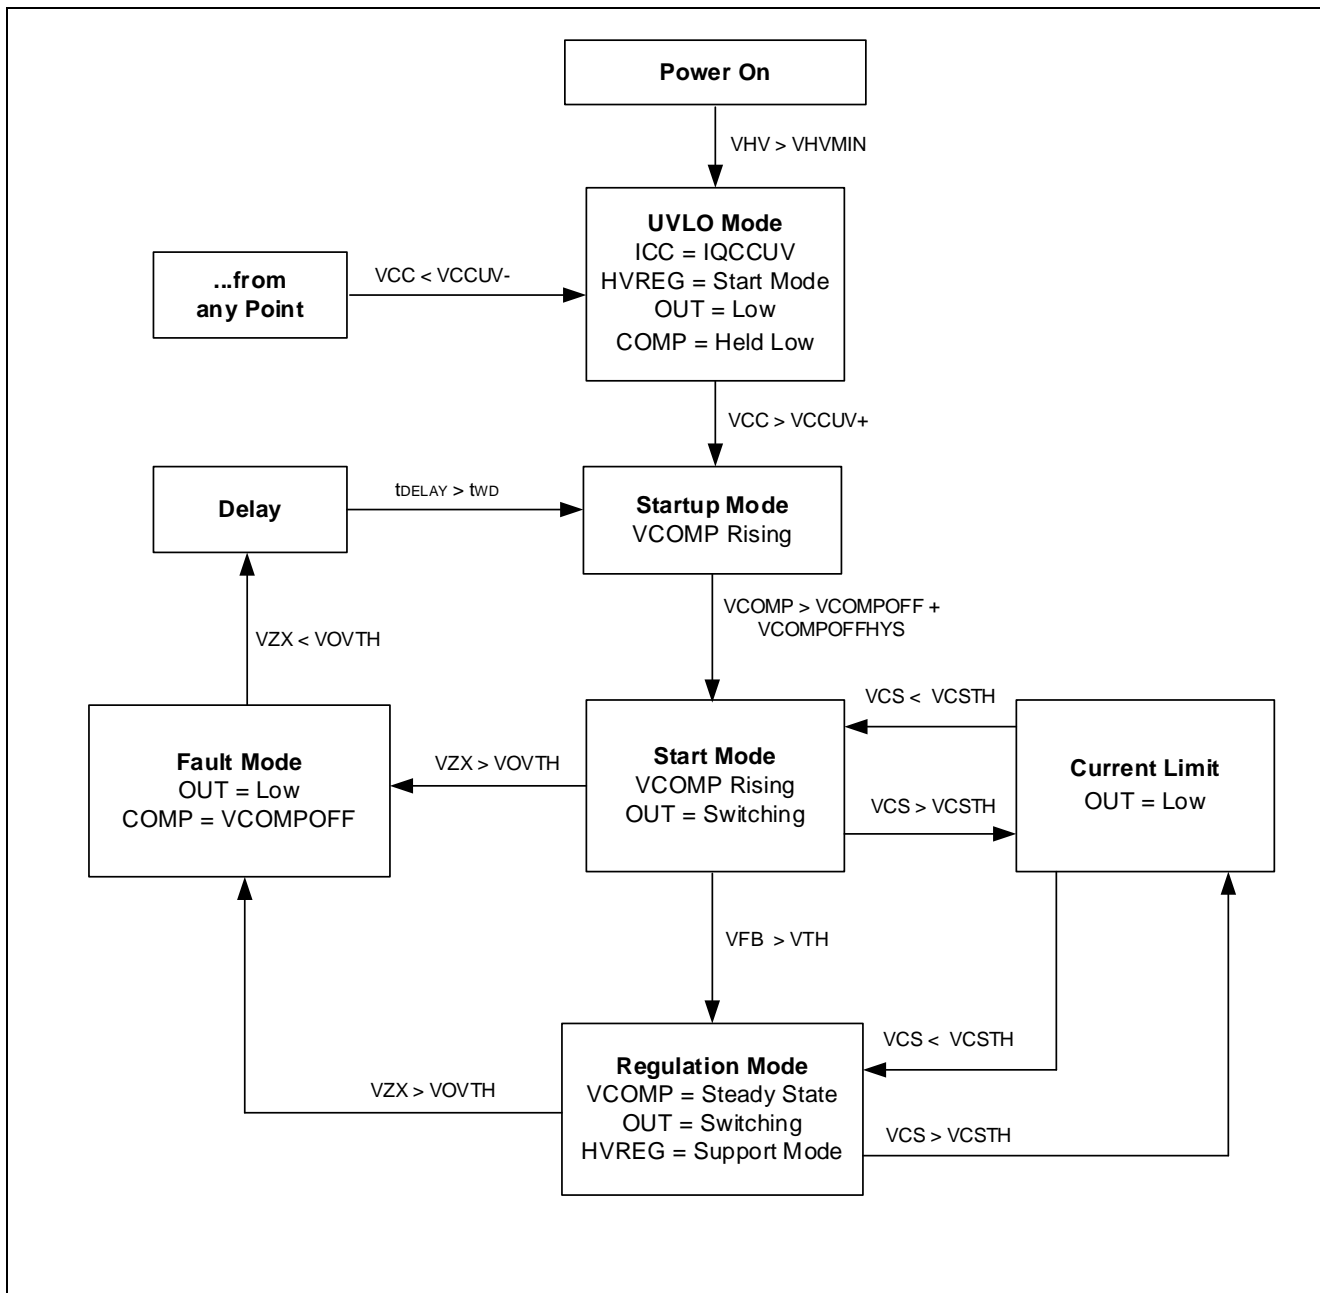 Power On
VHV > VHVMIN
UVLO Mode
ICC = IQCCUV
HVREG = Start Mode
OUT = Low
COMP = Held Low
...from
any Point
VCC < VCCUV-
VCC > VCCUV+
Delay
tDELAY > tWD
Startup Mode
VCOMP Rising
VCOMP > VCOMPOFF +
VCOMPOFFHYS
VZX < VOVTH
Fault Mode
OUT = Low
COMP = VCOMPOFF
VZX > VOVTH
Start Mode
VCOMP Rising
OUT = Switching
VCS < VCSTH
VCS > VCSTH
Current Limit
OUT = Low
VFB > VTH
VZX > VOVTH
Regulation Mode
VCOMP = Steady State
OUT = Switching
HVREG = Support Mode
VCS < VCSTH
VCS > VCSTH